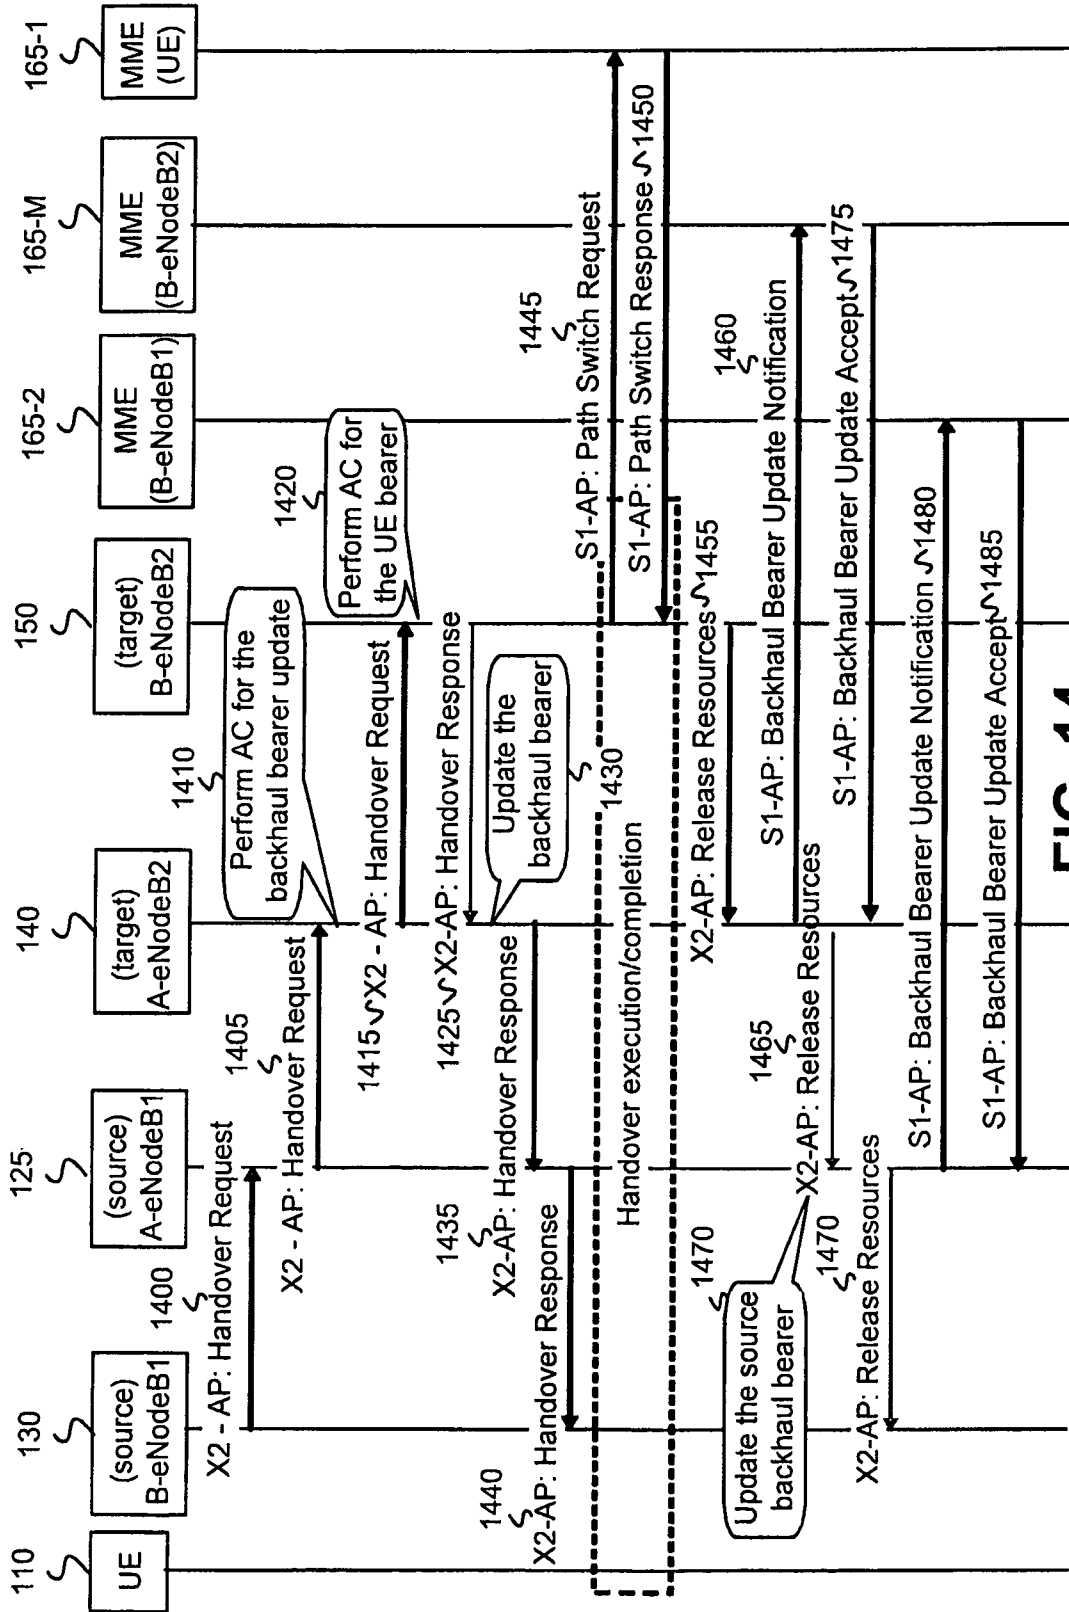 110
UE
130
(source)
B-eNodeB1
125
(source)
A-eNodeB1
140
(target)
A-eNodeB2
150
(target)
B-eNodeB2
165-2
MME
(B-eNodeB1)
165-M
MME
(B-eNodeB2)
165-1
MME
(UE)
1400
X2 - AP: Handover Request
1405
X2 - AP: Handover Request
1410
Perform AC for the
backhaul bearer update
1415 X2 - AP: Handover Request
1420
Perform AC for
the UE bearer
1425 X2-AP: Handover Response
Update the
backhaul bearer
1430
1435
X2-AP: Handover Response
1440
X2-AP: Handover Response
Handover execution/completion
1445
S1-AP: Path Switch Request
S1-AP: Path Switch Response 1450
X2-AP: Release Resources 1455
1460
S1-AP: Backhaul Bearer Update Notification
1465
X2-AP: Release Resources
1470
Update the source
backhaul bearer
1470
X2-AP: Release Resources
S1-AP: Backhaul Bearer Update Accept 1475
S1-AP: Backhaul Bearer Update Notification 1480
S1-AP: Backhaul Bearer Update Accept 1485